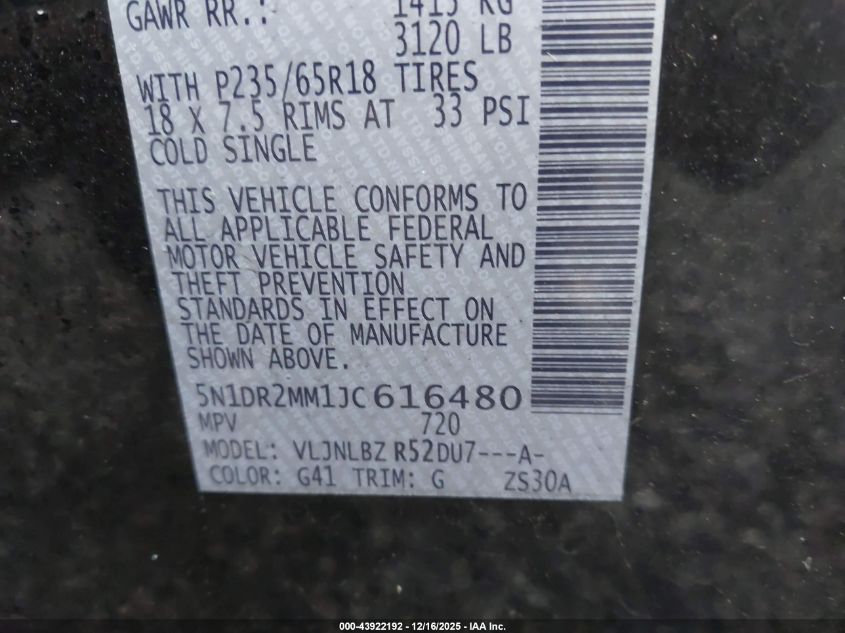 GAWR RR.: 1415 KG
3120 LB
WITH P235/65R18 TIRES
18 X 7.5 RIMS AT 33 PSI
COLD SINGLE
THIS VEHICLE CONFORMS TO
ALL APPLICABLE FEDERAL
MOTOR VEHICLE SAFETY AND
THEFT PREVENTION
STANDARDS IN EFFECT ON
THE DATE OF MANUFACTURE
SHOWN ABOVE.
5N1DR2MM1JC616480
MPV 720
MODEL: VLJNLBZ R52DU7---A-
COLOR: G41 TRIM: G ZS30A
000-43922192 - 12/16/2025 - IAA Inc.